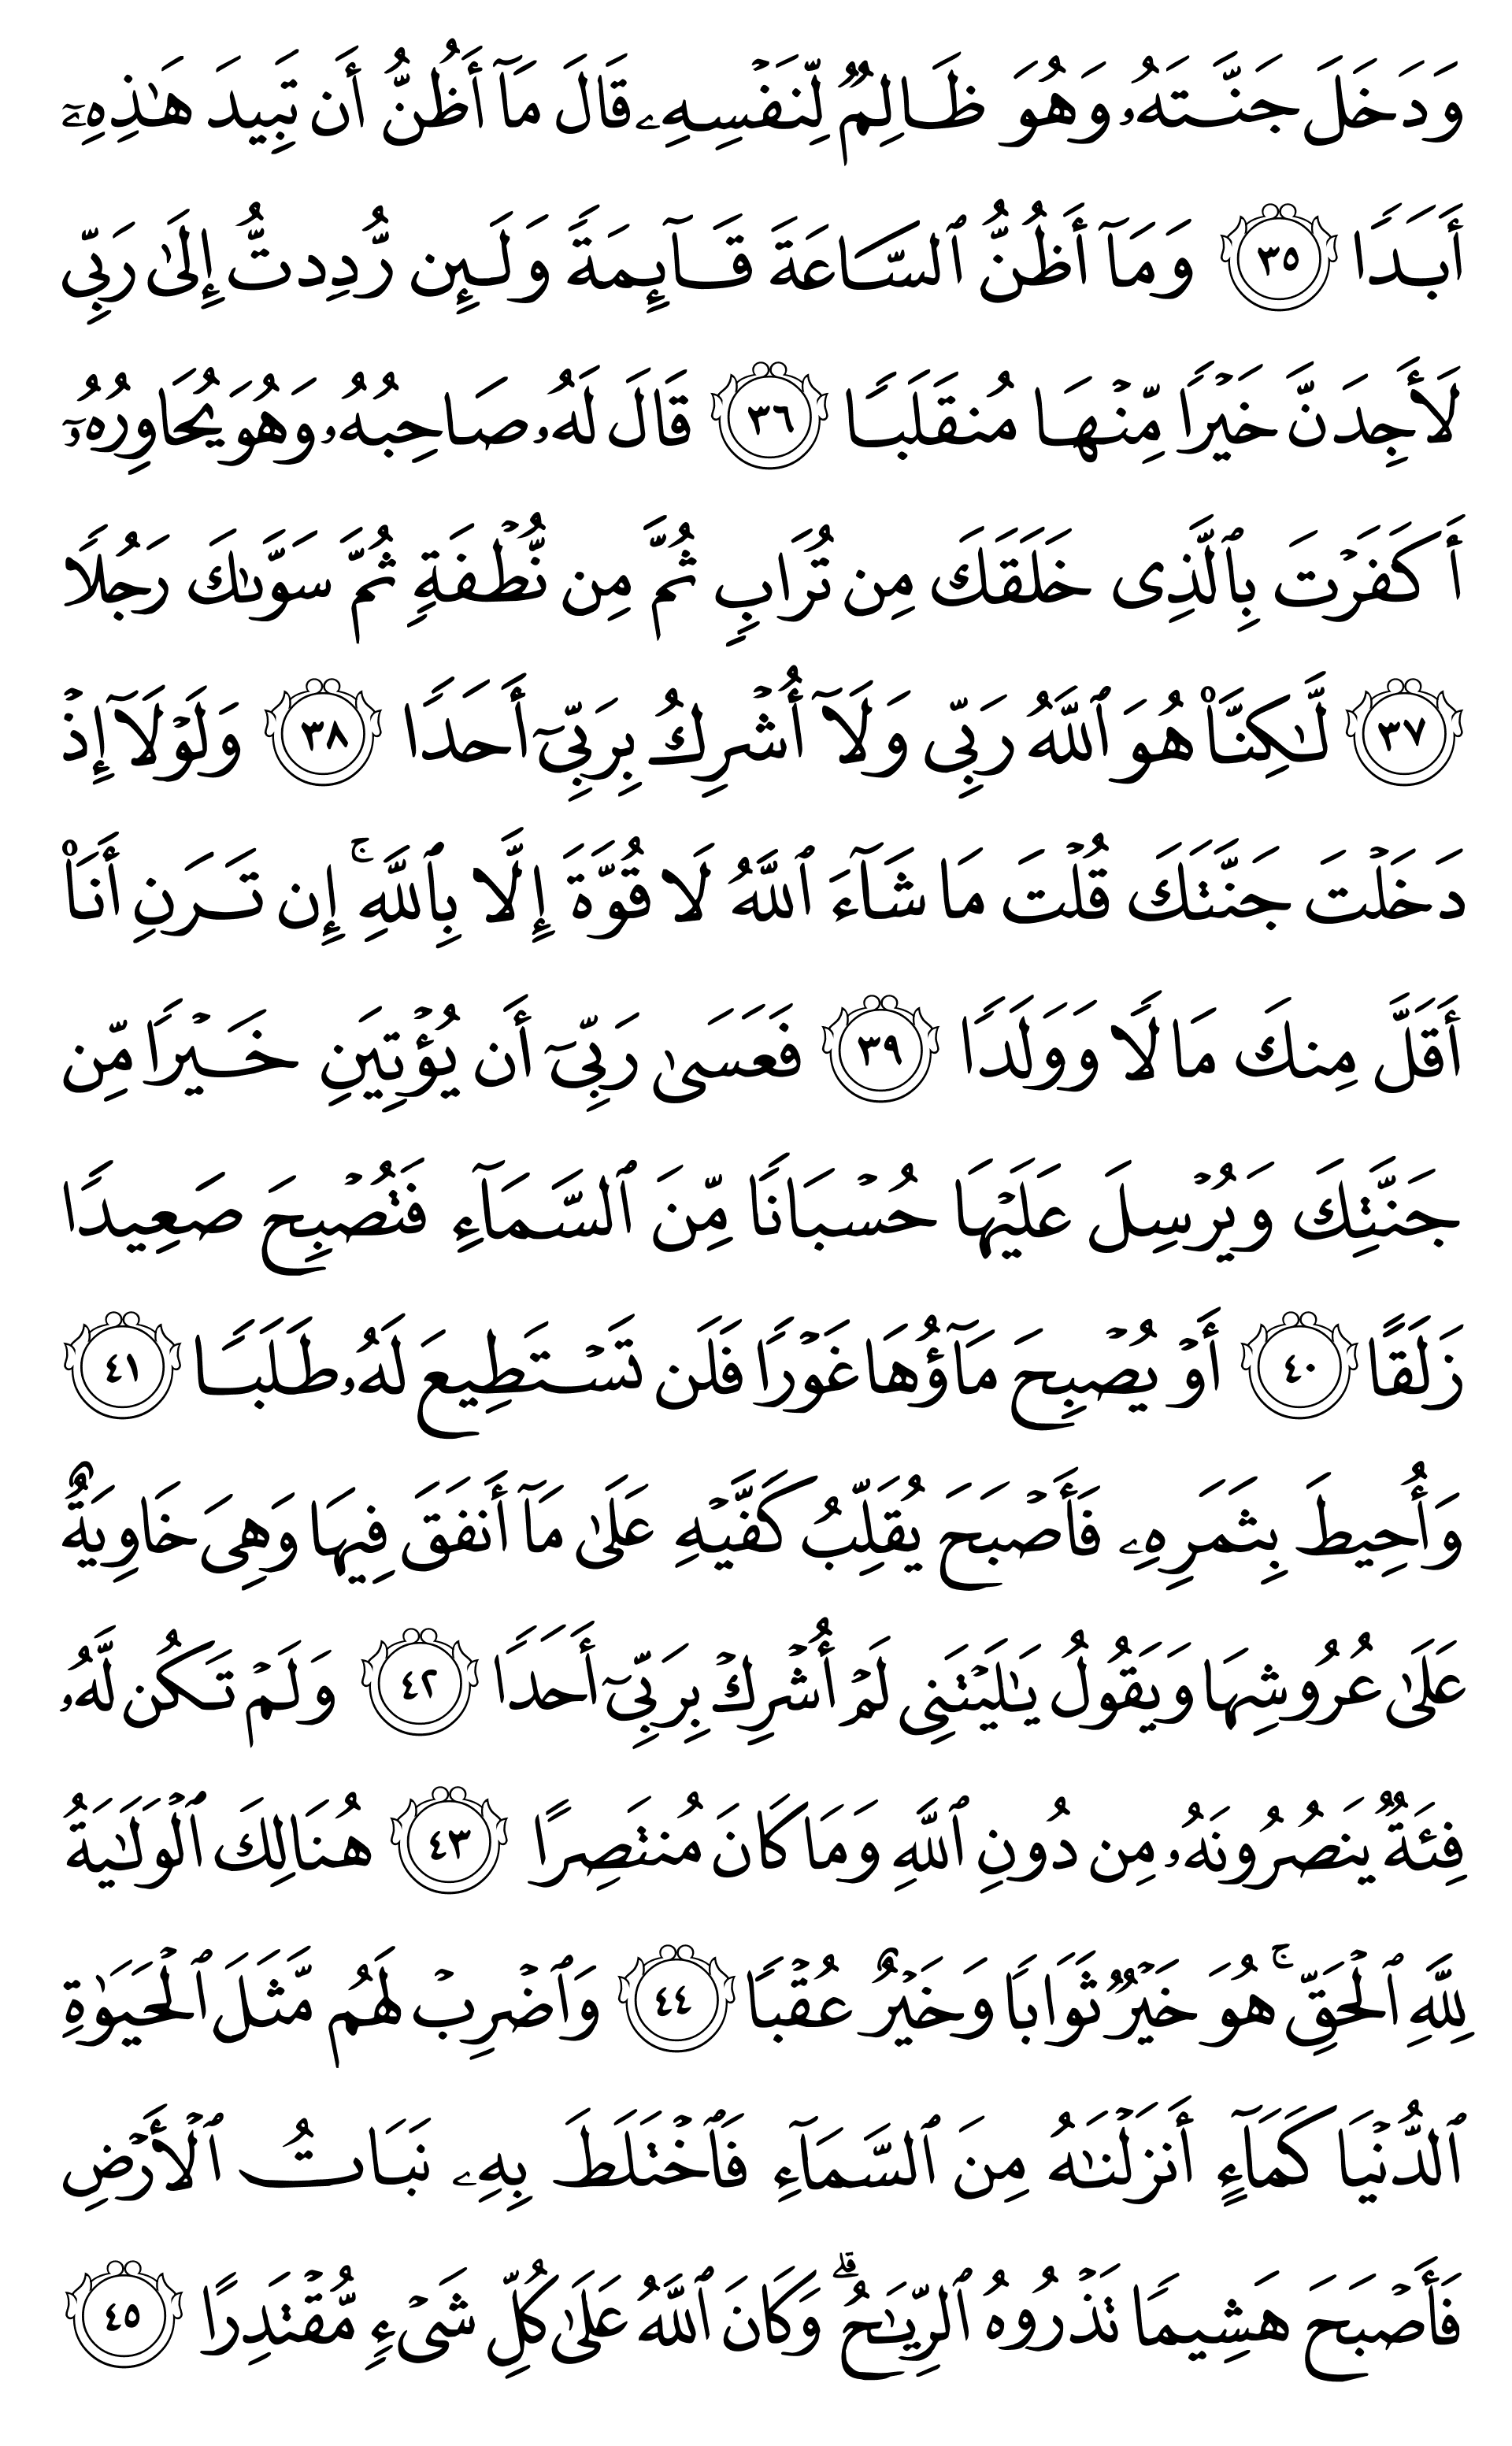 وَدَخَلَ جَنَّتَهُۥ وَهُوَ ظَالِمٌ لِّنَفْسِهِۦ قَالَ مَآ أَظُنُّ أَن تَبِيدَ هَٰذِهِۦٓ
أَبَدًا ٣٥ وَمَآ أَظُنُّ ٱلسَّاعَةَ قَآئِمَةً وَلَئِن رُّدِدتُّ إِلَىٰ رَبِّى
لَأَجِدَنَّ خَيْرًا مِّنْهَا مُنقَلَبًا ٣٦ قَالَ لَهُۥ صَاحِبُهُۥ وَهُوَ يُحَاوِرُهُۥٓ
أَكَفَرْتَ بِٱلَّذِى خَلَقَكَ مِن تُرَابٍ ثُمَّ مِن نُّطْفَةٍ ثُمَّ سَوَّىٰكَ رَجُلًا
٣٧ لَّٰكِنَّا۠ هُوَ ٱللَّهُ رَبِّى وَلَآ أُشْرِكُ بِرَبِّىٓ أَحَدًا ٣٨ وَلَوْلَآ إِذْ
دَخَلْتَ جَنَّتَكَ قُلْتَ مَا شَآءَ ٱللَّهُ لَا قُوَّةَ إِلَّا بِٱللَّهِ ۚ إِن تَرَنِ أَنَا۠
أَقَلَّ مِنكَ مَالًا وَوَلَدًا ٣٩ فَعَسَىٰ رَبِّىٓ أَن يُؤْتِيَنِ خَيْرًا مِّن
جَنَّتِكَ وَيُرْسِلَ عَلَيْهَا حُسْبَانًا مِّنَ ٱلسَّمَآءِ فَتُصْبِحَ صَعِيدًا
زَلَقًا ٤٠ أَوْ يُصْبِحَ مَآؤُهَا غَوْرًا فَلَن تَسْتَطِيعَ لَهُۥ طَلَبًا ٤١
وَأُحِيطَ بِثَمَرِهِۦ فَأَصْبَحَ يُقَلِّبُ كَفَّيْهِ عَلَىٰ مَآ أَنفَقَ فِيهَا وَهِىَ خَاوِيَةٌ
عَلَىٰ عُرُوشِهَا وَيَقُولُ يَٰلَيْتَنِى لَمْ أُشْرِكْ بِرَبِّىٓ أَحَدًا ٤٢ وَلَمْ تَكُن لَّهُۥ
فِئَةٌ يَنصُرُونَهُۥ مِن دُونِ ٱللَّهِ وَمَا كَانَ مُنتَصِرًا ٤٣ هُنَالِكَ ٱلْوَلَٰيَةُ
لِلَّهِ ٱلْحَقِّ ۚ هُوَ خَيْرٌ ثَوَابًا وَخَيْرٌ عُقْبًا ٤٤ وَٱضْرِبْ لَهُم مَّثَلَ ٱلْحَيَوٰةِ
ٱلدُّنْيَا كَمَآءٍ أَنزَلْنَٰهُ مِنَ ٱلسَّمَآءِ فَٱخْتَلَطَ بِهِۦ نَبَاتُ ٱلْأَرْضِ
فَأَصْبَحَ هَشِيمًا تَذْرُوهُ ٱلرِّيَٰحُ ۗ وَكَانَ ٱللَّهُ عَلَىٰ كُلِّ شَىْءٍ مُّقْتَدِرًا ٤٥